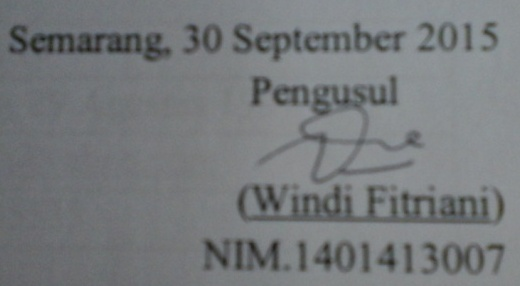 Semarang, 30 September 2015
Pengusul
(Windi Fitriani)
NIM.1401413007